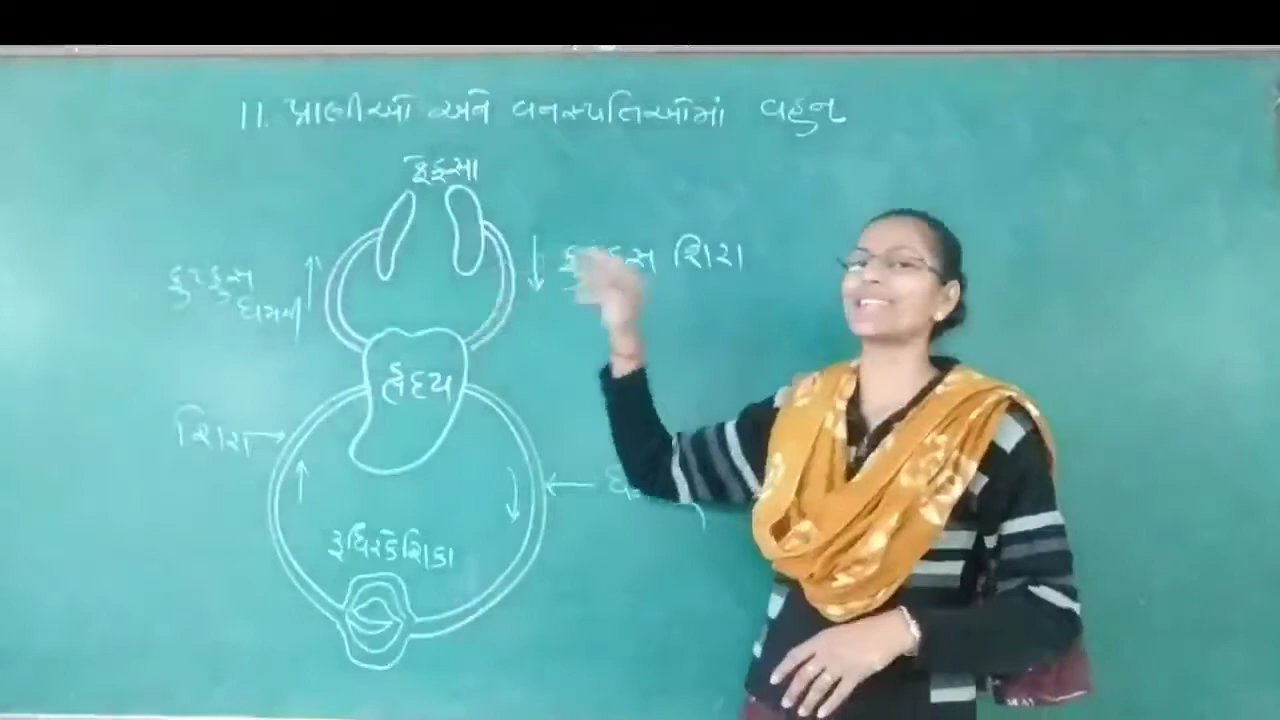 11. પ્રાણીઓ અને વનસ્પતિઓમાં વહન
ફેફસા
શિરા
ફુપ્ફુસ
ધમની
હૃદય
શિરા
રૂધિરકેશિકા